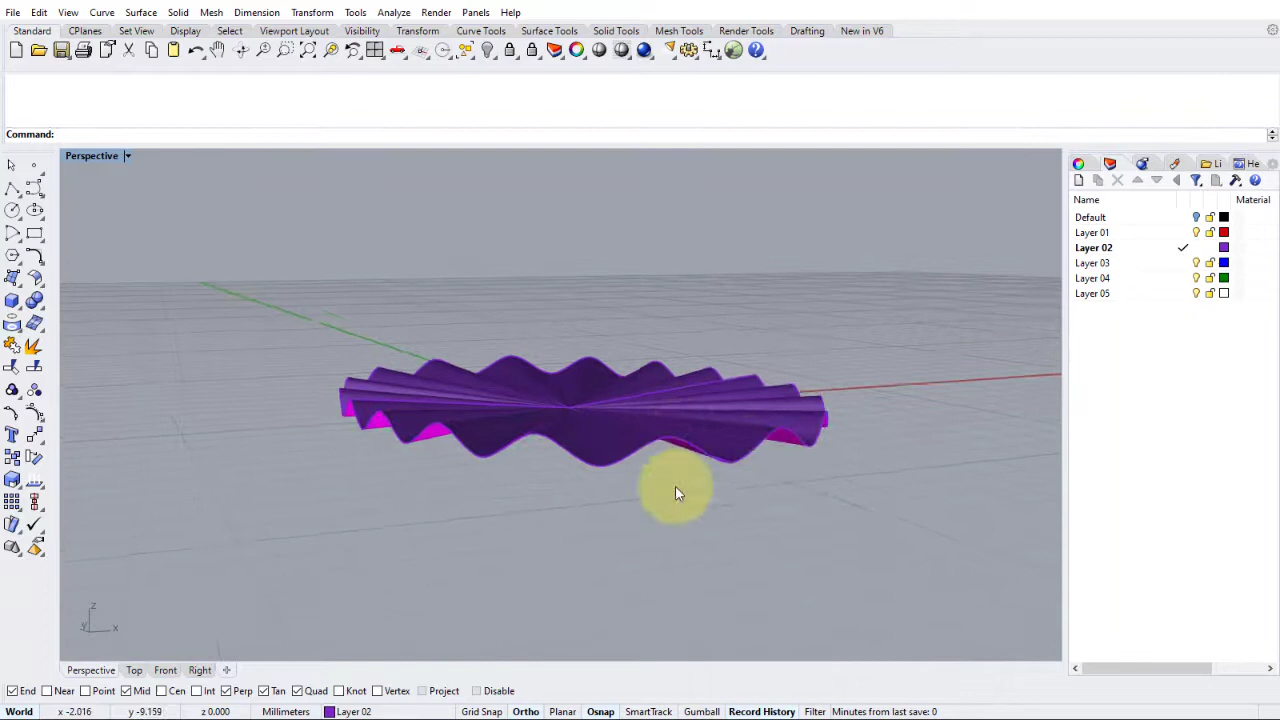 File Edit View Curve Surface Solid Mesh Dimension Transform Tools Analyze Render Panels Help
Standard CPlanes Set View Display Select Viewport Layout Visibility Transform Curve Tools Surface Tools Solid Tools Mesh Tools Render Tools Drafting New in V6
Command:
Perspective
Li He
Name Material
Default
Layer 01
Layer 02
Layer 03
Layer 04
Layer 05
z
y x
Perspective Top Front Right
End Near Point Mid Cen Int Perp Tan Quad Knot Vertex Project Disable
World x -2.016 y -9.159 z 0.000 Millimeters Layer 02 Grid Snap Ortho Planar Osnap SmartTrack Gumball Record History Filter Minutes from last save: 0